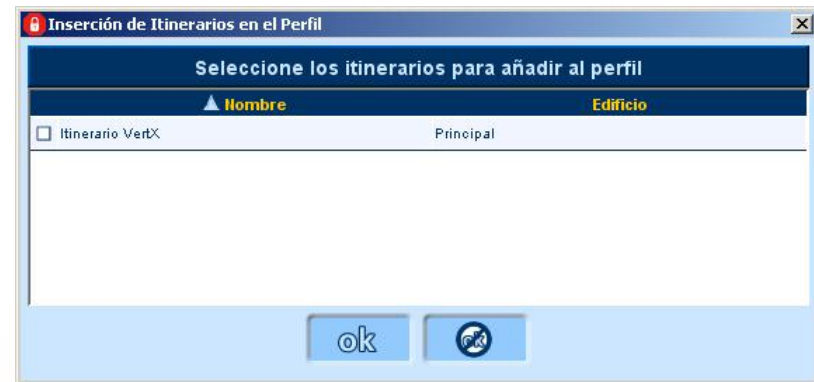 Inserción de Itinerarios en el Perfil
Seleccione los itinerarios para añadir al perfil
Nombre Edificio
Itinerario VertX Principal
ok ok